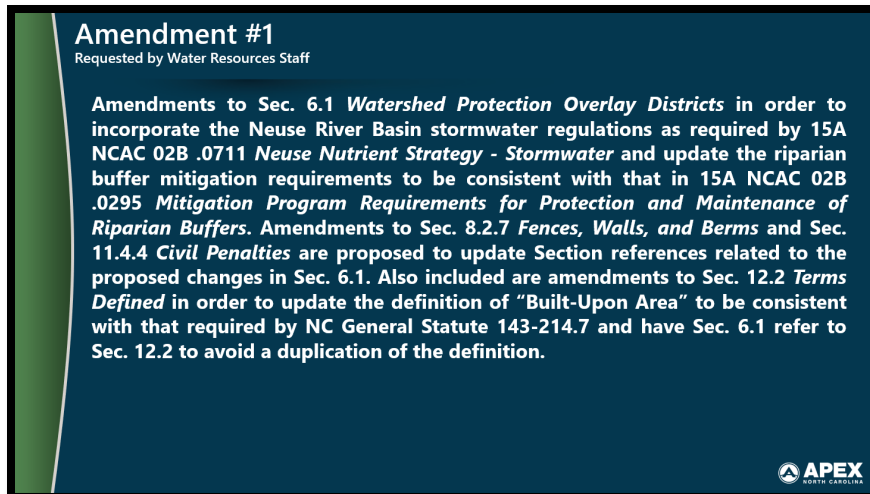 Amendment #1
Requested by Water Resources Staff
Amendments to Sec. 6.1 Watershed Protection Overlay Districts in order to
incorporate the Neuse River Basin stormwater regulations as required by 15A
NCAC 02B .0711 Neuse Nutrient Strategy - Stormwater and update the riparian
buffer mitigation requirements to be consistent with that in 15A NCAC 02B
.0295 Mitigation Program Requirements for Protection and Maintenance of
Riparian Buffers. Amendments to Sec. 8.2.7 Fences, Walls, and Berms and Sec.
11.4.4 Civil Penalties are proposed to update Section references related to the
proposed changes in Sec. 6.1. Also included are amendments to Sec. 12.2 Terms
Defined in order to update the definition of “Built-Upon Area” to be consistent
with that required by NC General Statute 143-214.7 and have Sec. 6.1 refer to
Sec. 12.2 to avoid a duplication of the definition.
APEX
NORTH CAROLINA